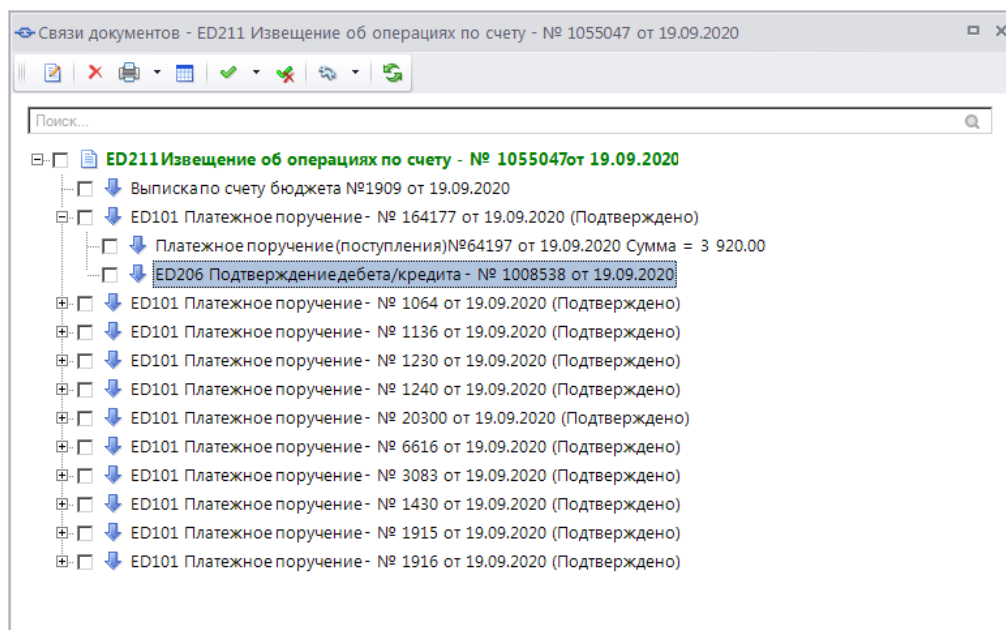 Связи документов - ED211 Извещение об операциях по счету - № 1055047 от 19.09.2020
Поиск...
ED211 Извещение об операциях по счету - № 1055047от 19.09.2020
Выписка по счету бюджета №1909 от 19.09.2020
ED101 Платежное поручение - № 164177 от 19.09.2020 (Подтверждено)
Платежное поручение (поступления)№64197 от 19.09.2020 Сумма = 3 920.00
ED206 Подтверждение дебета/кредита - № 1008538 от 19.09.2020
ED101 Платежное поручение - № 1064 от 19.09.2020 (Подтверждено)
ED101 Платежное поручение - № 1136 от 19.09.2020 (Подтверждено)
ED101 Платежное поручение - № 1230 от 19.09.2020 (Подтверждено)
ED101 Платежное поручение - № 1240 от 19.09.2020 (Подтверждено)
ED101 Платежное поручение - № 20300 от 19.09.2020 (Подтверждено)
ED101 Платежное поручение - № 6616 от 19.09.2020 (Подтверждено)
ED101 Платежное поручение - № 3083 от 19.09.2020 (Подтверждено)
ED101 Платежное поручение - № 1430 от 19.09.2020 (Подтверждено)
ED101 Платежное поручение - № 1915 от 19.09.2020 (Подтверждено)
ED101 Платежное поручение - № 1916 от 19.09.2020 (Подтверждено)